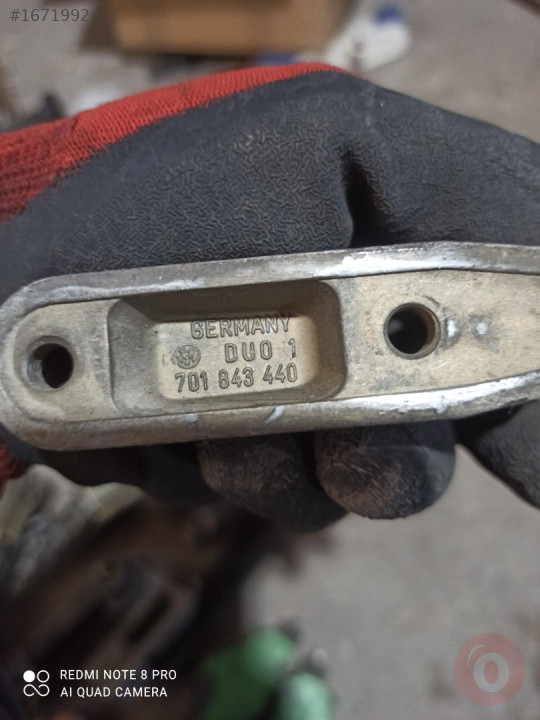 #1671992
GERMANY
DUO 1
701 843 440
REDMI NOTE 8 PRO
AI QUAD CAMERA